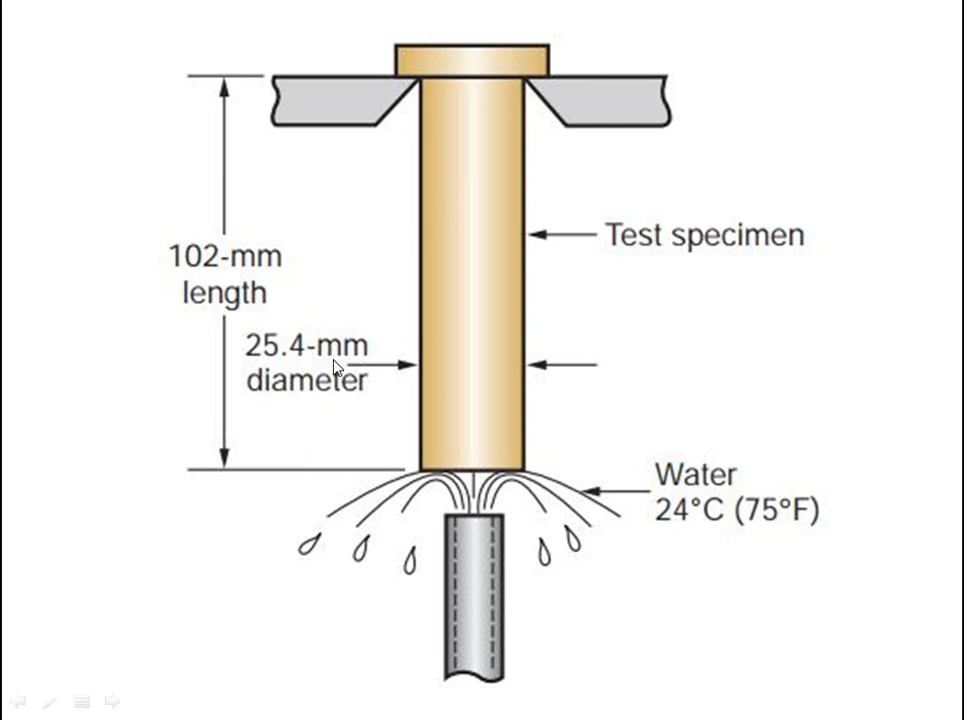 Test specimen
102-mm
length
25.4-mm
diameter
Water
24°C (75°F)